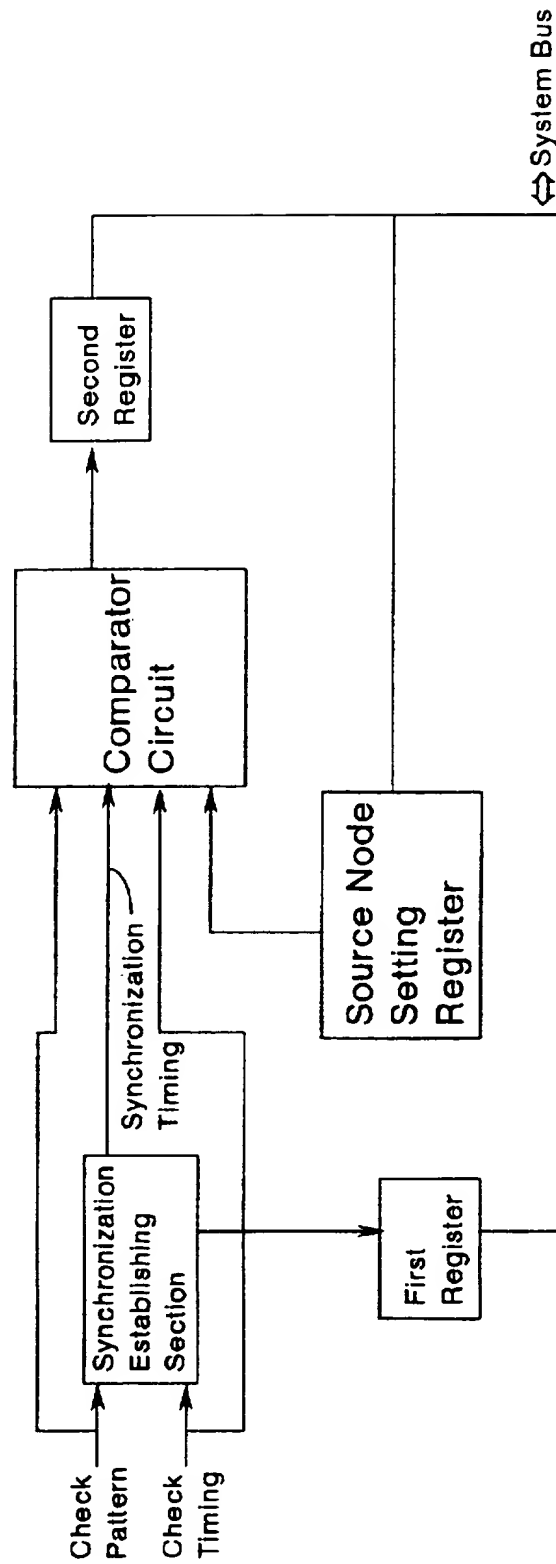 Check
Pattern
Check
Timing
Synchronization
Establishing
Section
Synchronization
Timing
First
Register
Comparator
Circuit
Source Node
Setting
Register
Second
Register
⇔System Bus